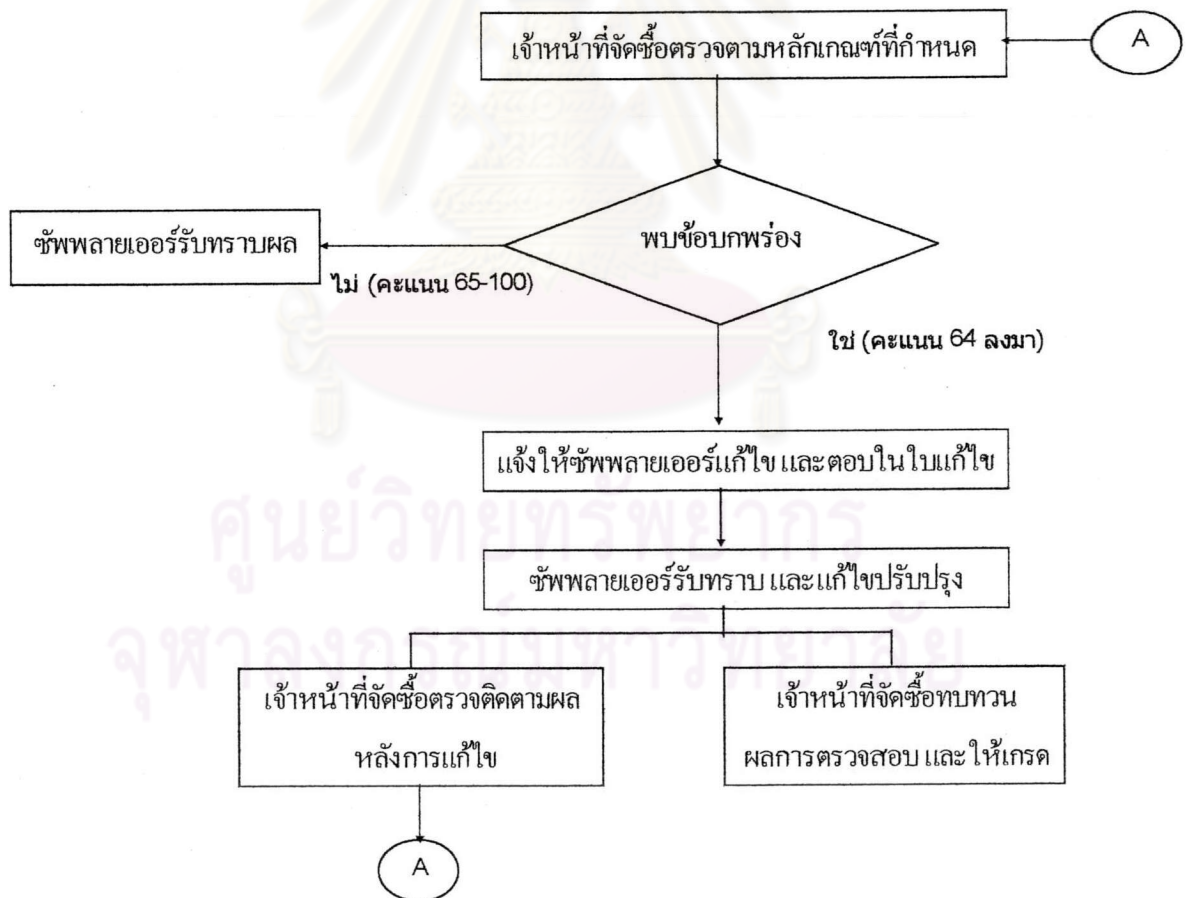 เจ้าหน้าที่จัดซื้อตรวจตามหลักเกณฑ์ที่กำหนด
A
พบข้อบกพร่อง
ซัพพลายเออร์รับทราบผล
ไม่ (คะแนน 65-100)
ใช่ (คะแนน 64 ลงมา)
แจ้งให้ซัพพลายเออร์แก้ไข และตอบในใบแก้ไข
ศูนย์วิทยทรัพยากร
ซัพพลายเออร์รับทราบ และแก้ไขปรับปรุง
จุฬาลงกรณ์มหาวิทยาลัย
เจ้าหน้าที่จัดซื้อตรวจติดตามผล
หลังการแก้ไข
เจ้าหน้าที่จัดซื้อทบทวน
ผลการตรวจสอบ และ ให้เกรด
A